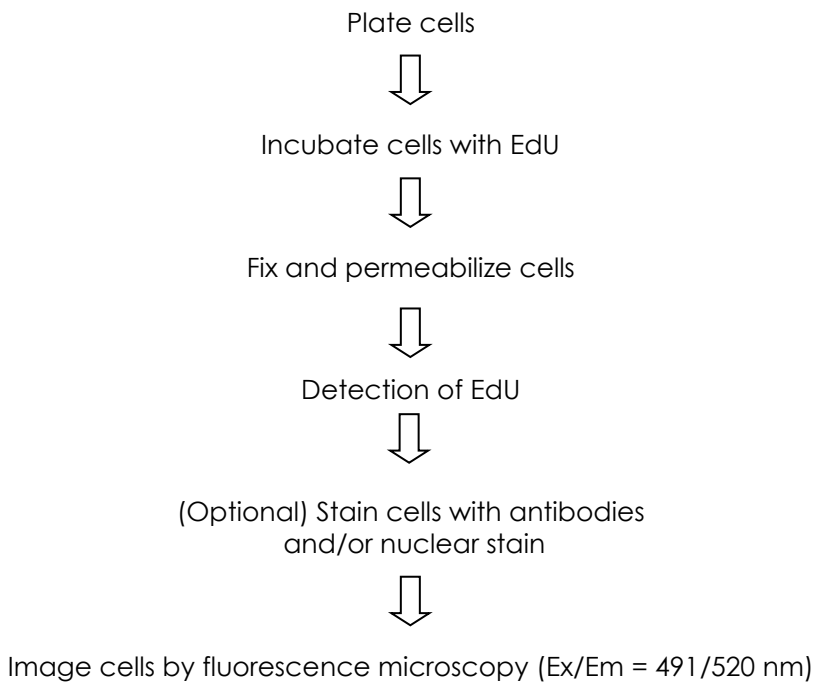 Plate cells
Incubate cells with EdU
Fix and permeabilize cells
Detection of EdU
(Optional) Stain cells with antibodies
and/or nuclear stain
Image cells by fluorescence microscopy (Ex/Em = 491/520 nm)